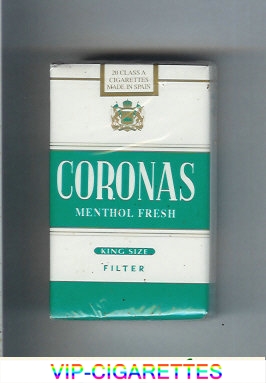 20 CLASS A
CIGARETTES
MADE IN SPAIN
CORONAS
MENTHOL FRESH
KING SIZE
FILTER
VIP-CIGARETTES